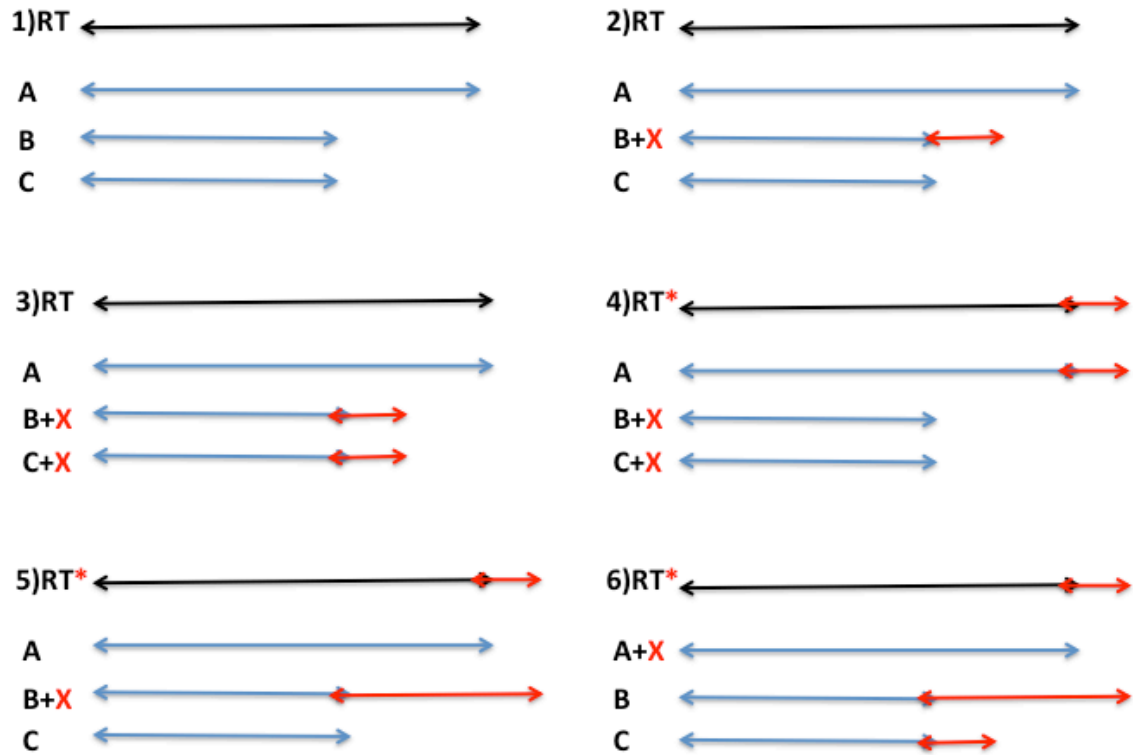 1)RT
A
B
C
2)RT
A
B+X
C
3)RT
A
B+X
C+X
4)RT*
A
B+X
C+X
5)RT*
A
B+X
C
6)RT*
A+X
B
C